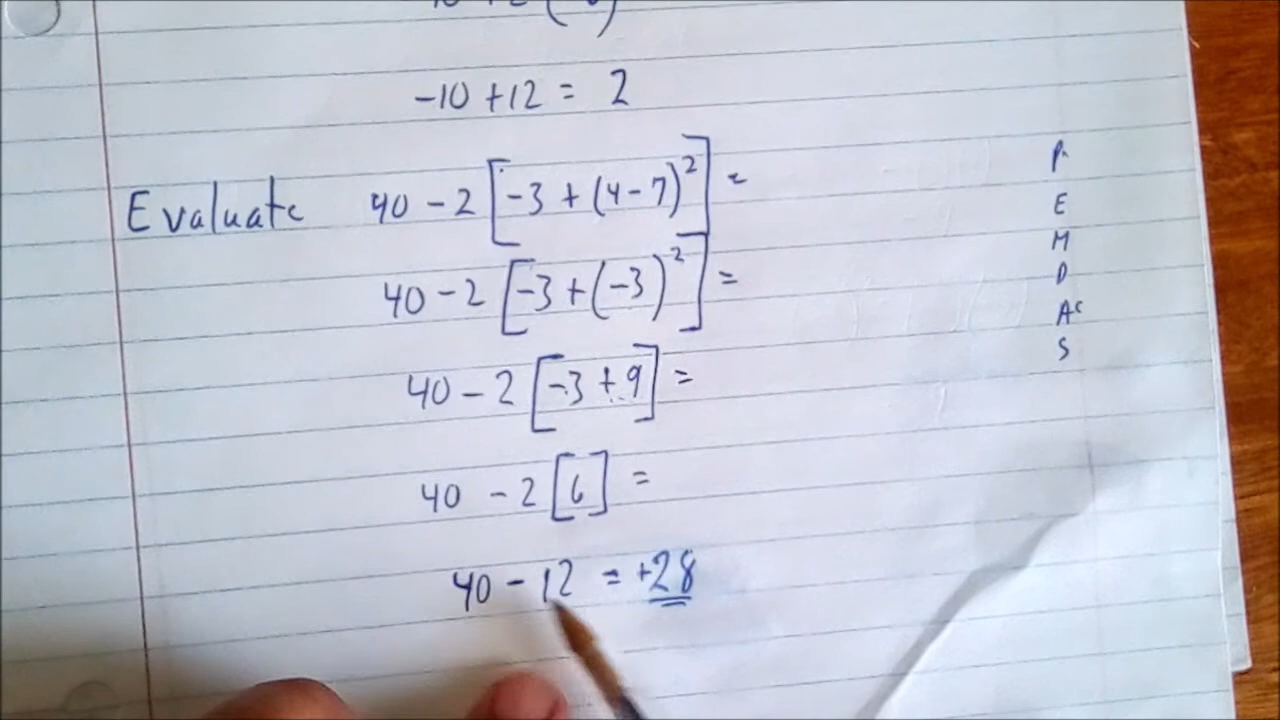 -10 +12 = 2
Evaluate 40 - 2 [-3 + (4 - 7)²] =
40 - 2 [-3 + (-3)²] =
40 - 2 [-3 + 9] =
40 - 2 [6] =
40 - 12 = +28
P
E
M
D
A
S